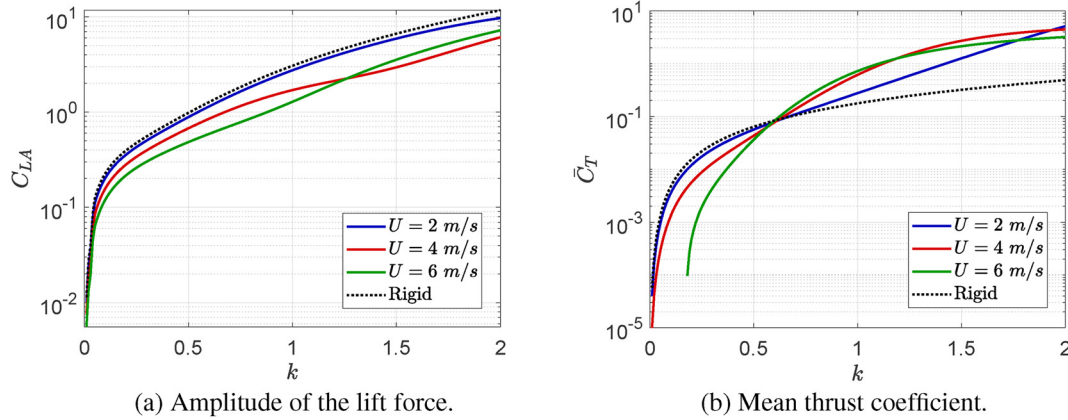 10^1
10^0
10^-1
10^-2
C_LA
0
0.5
1
1.5
2
k
U = 2 m/s
U = 4 m/s
U = 6 m/s
Rigid
(a) Amplitude of the lift force.
10^1
10^-1
10^-3
10^-5
C̄_T
0
0.5
1
1.5
2
k
U = 2 m/s
U = 4 m/s
U = 6 m/s
Rigid
(b) Mean thrust coefficient.